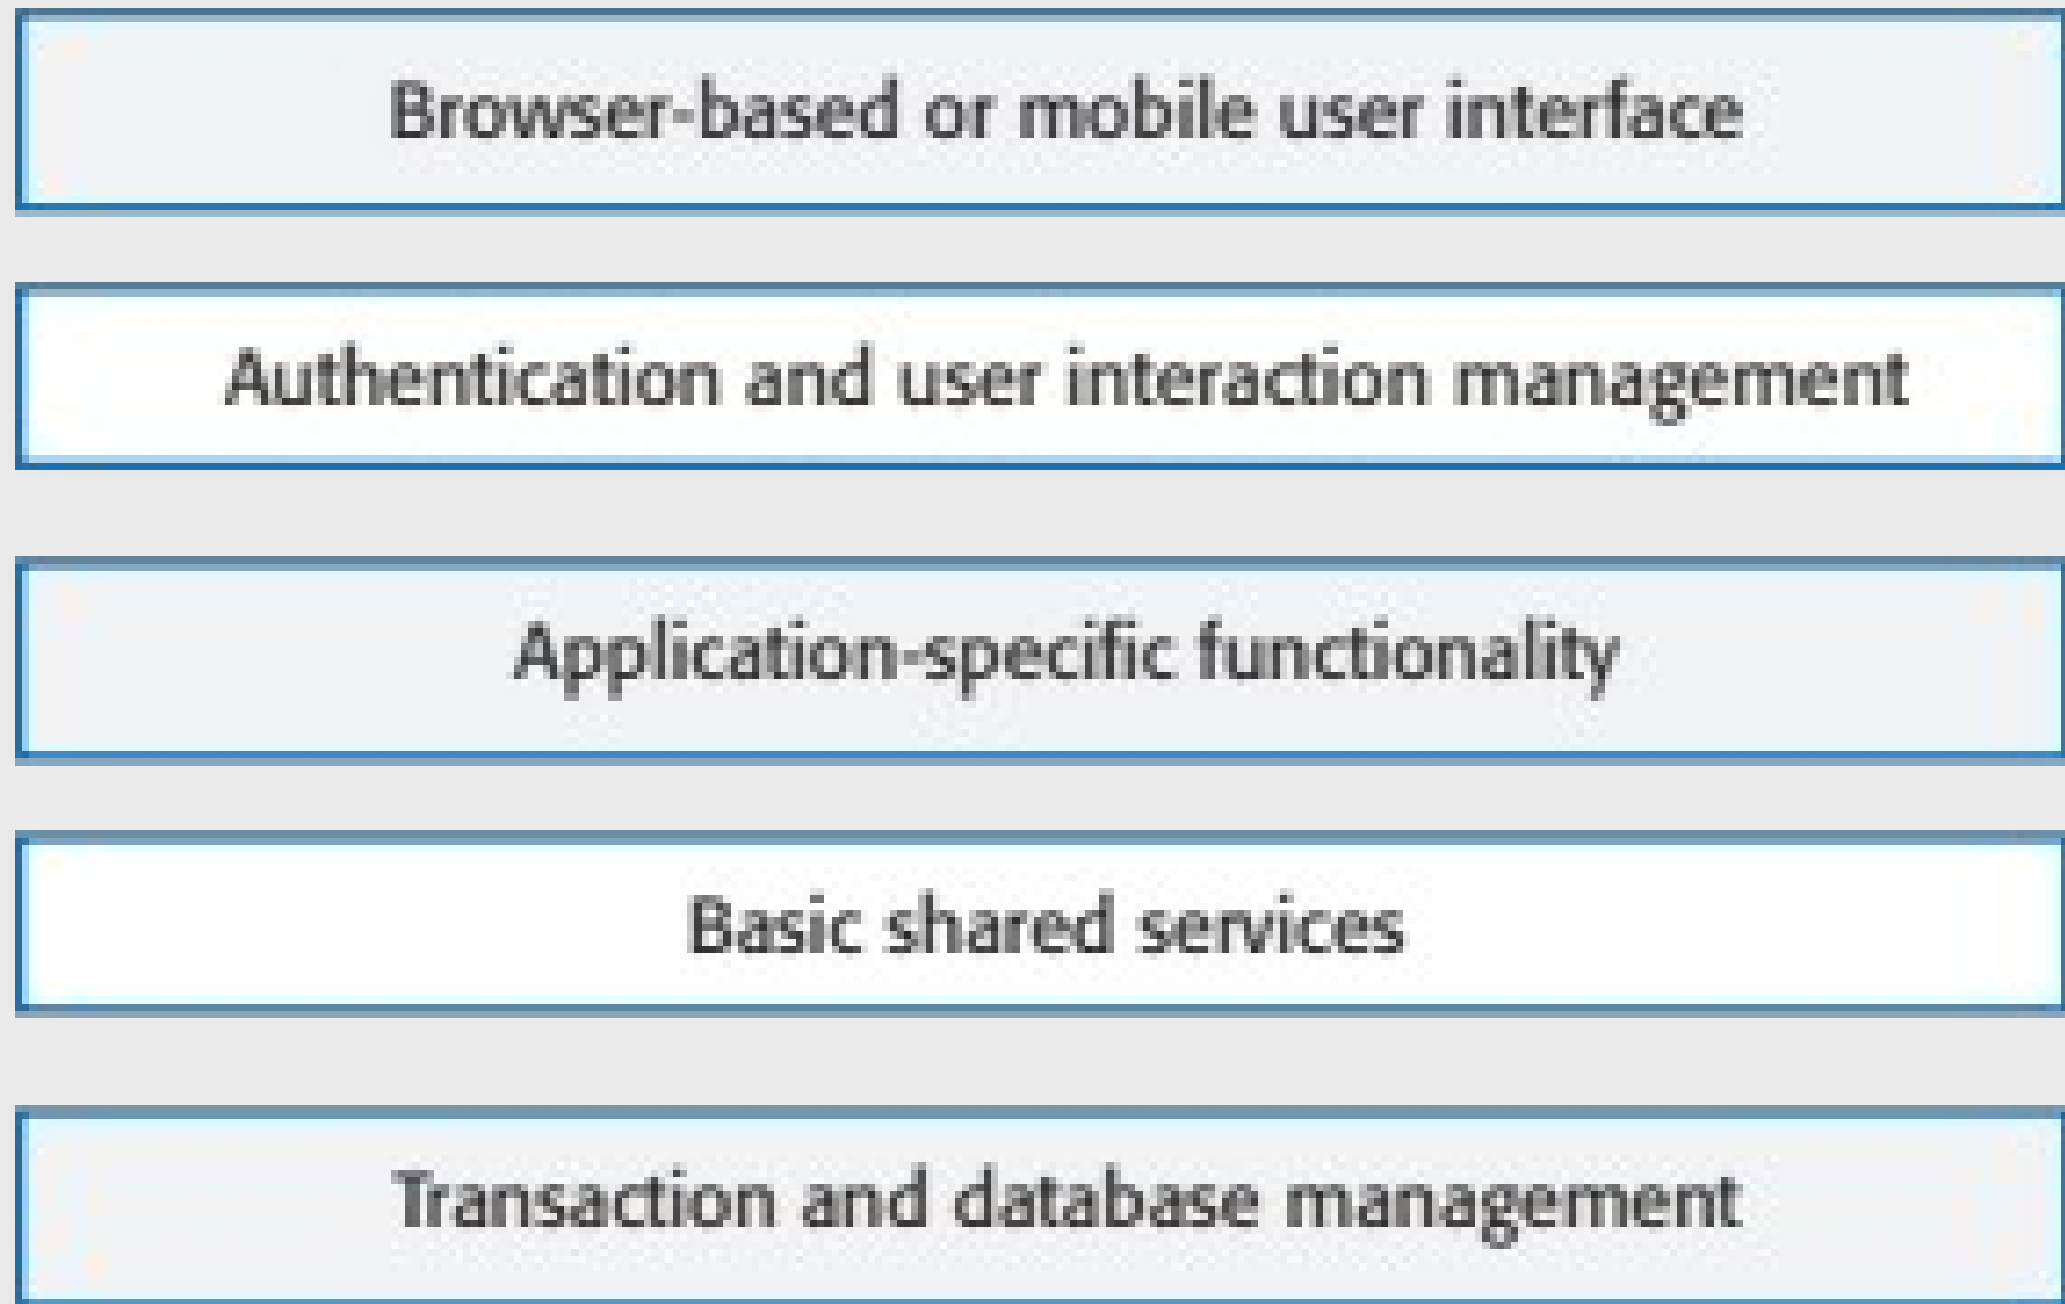 Browser-based or mobile user interface
Authentication and user interaction management
Application-specific functionality
Basic shared services
Transaction and database management